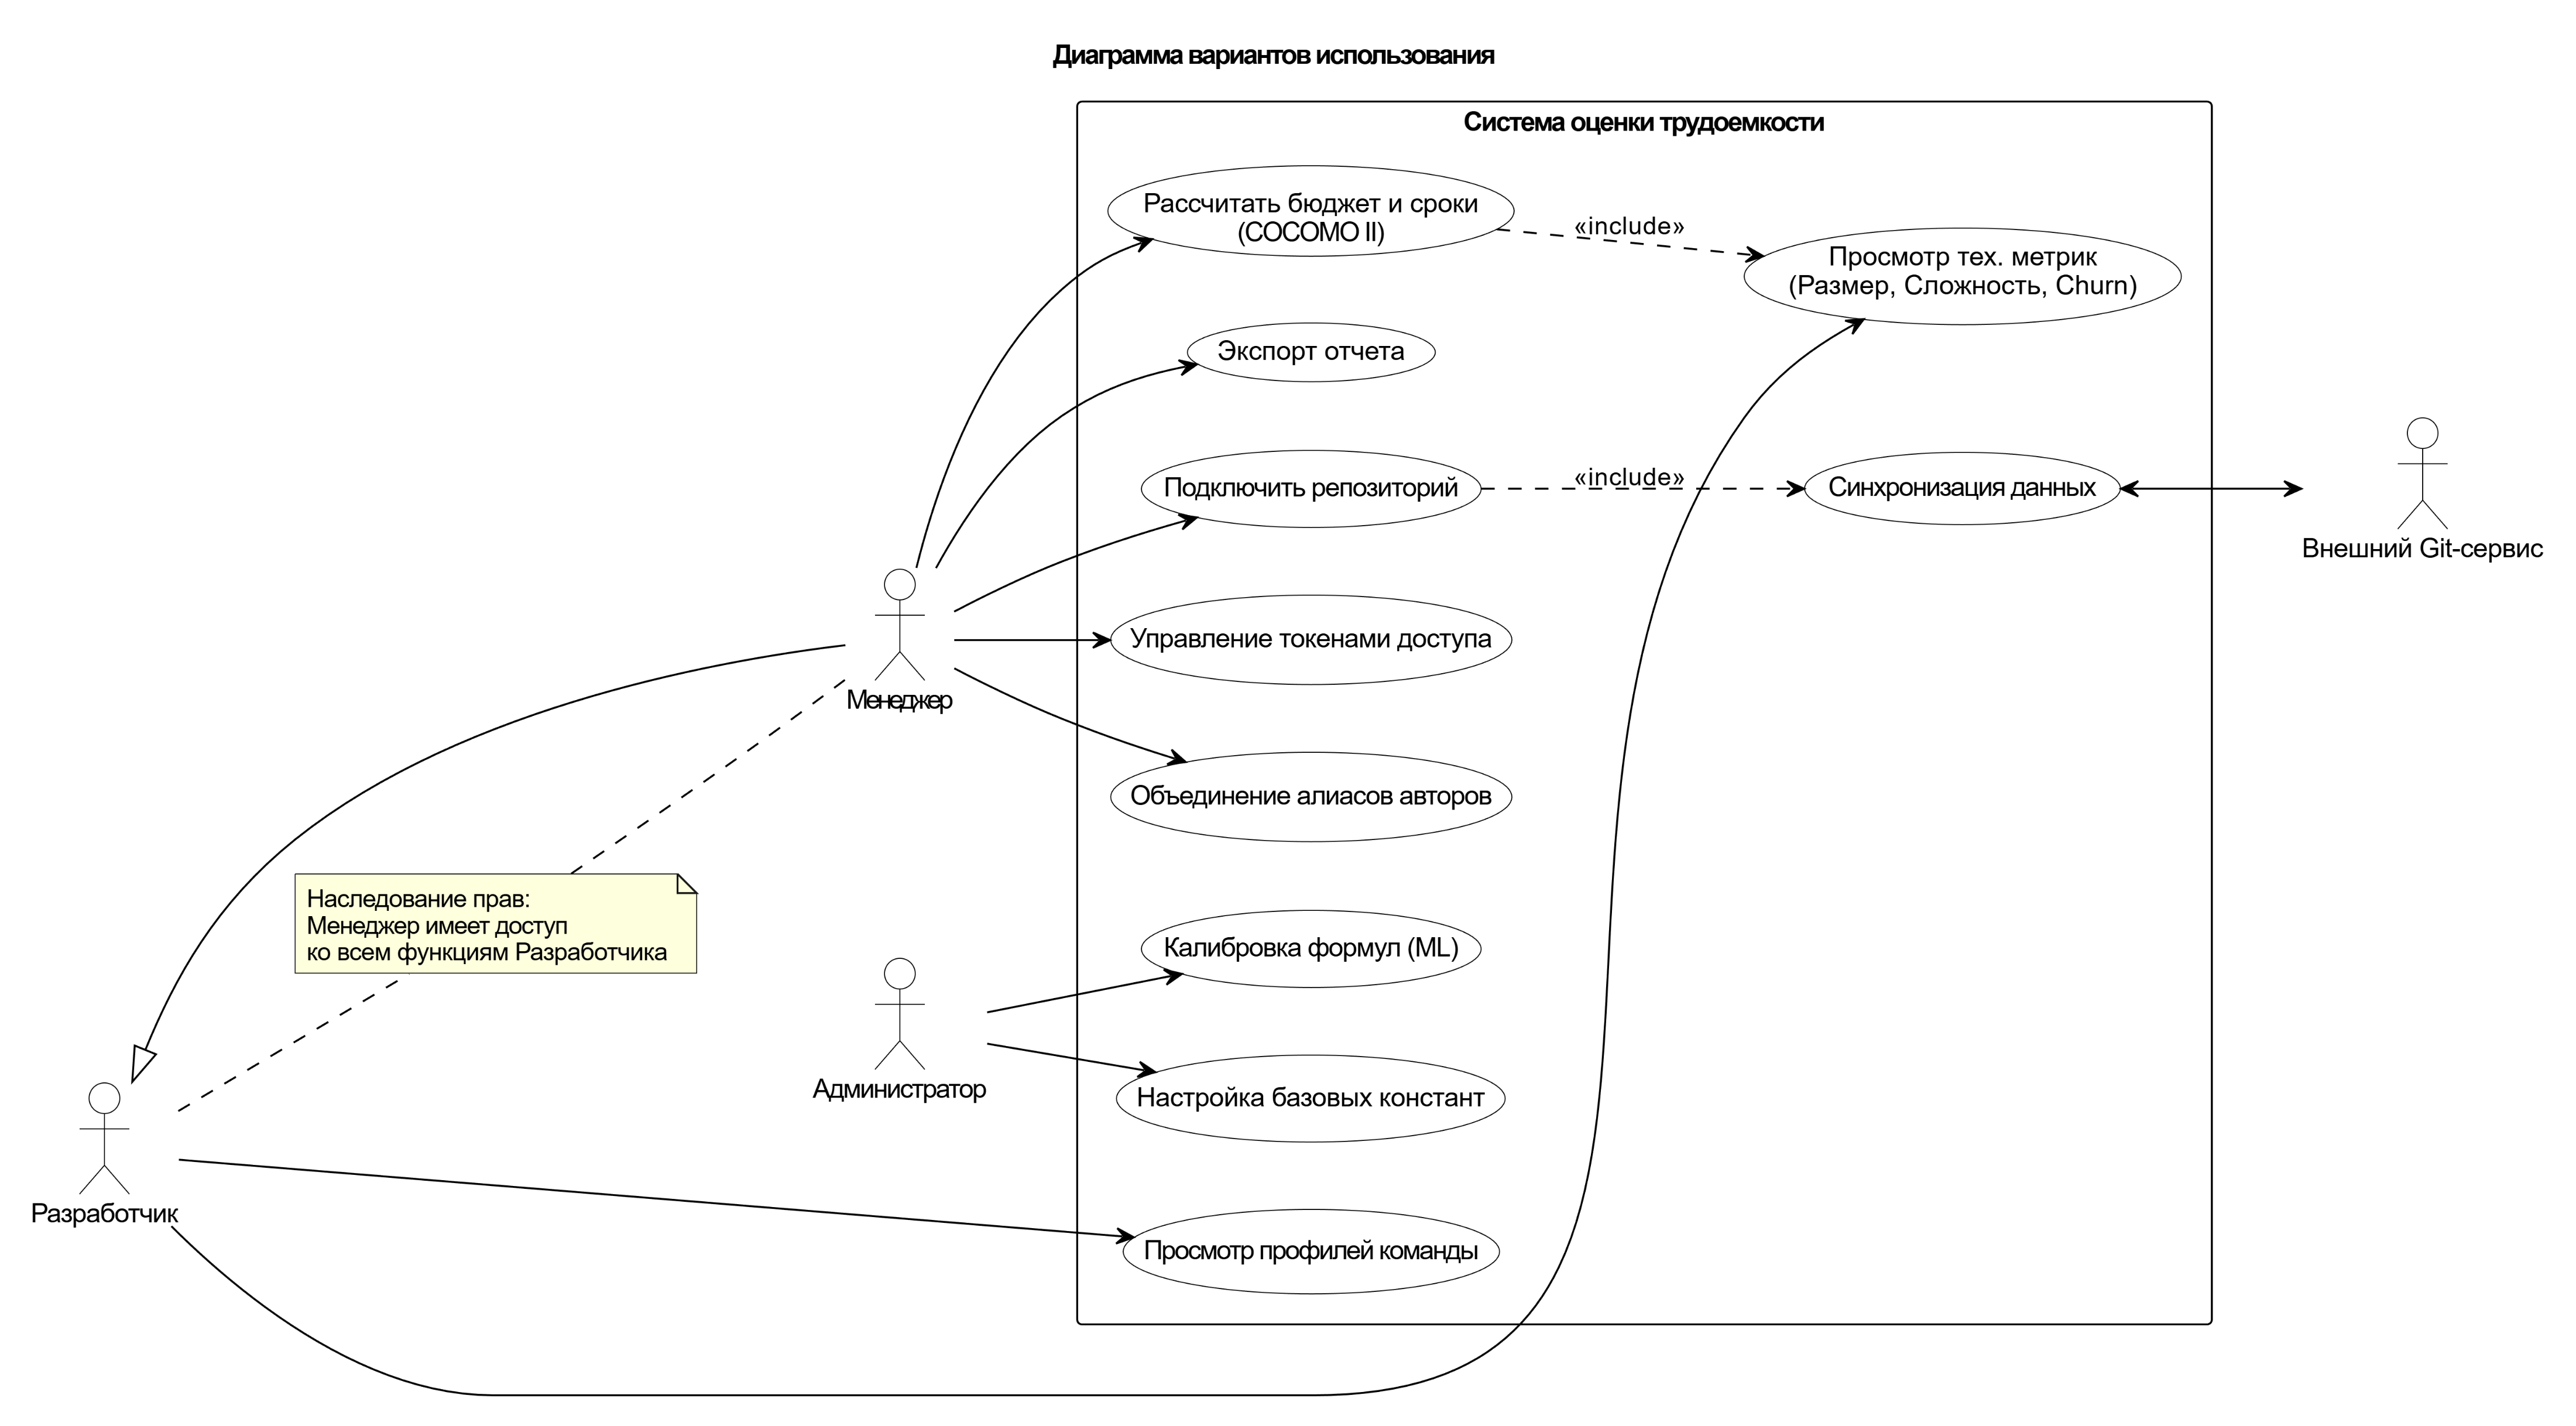 Диаграмма вариантов использования
Система оценки трудоемкости
Рассчитать бюджет и сроки
(COCOMO II)
«include»
Просмотр тех. метрик
(Размер, Сложность, Churn)
Экспорт отчета
Подключить репозиторий
«include»
Синхронизация данных
Внешний Git-сервис
Управление токенами доступа
Менеджер
Объединение алиасов авторов
Наследование прав:
Менеджер имеет доступ
ко всем функциям Разработчика
Калибровка формул (ML)
Администратор
Настройка базовых констант
Разработчик
Просмотр профилей команды